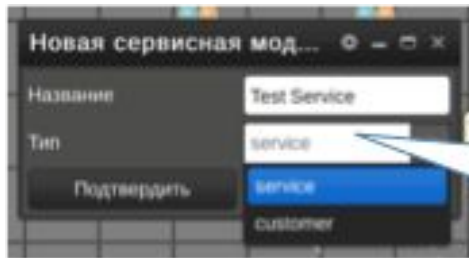 Новая сервисная мод...
Название Test Service
Тип service
Подтвердить service
customer